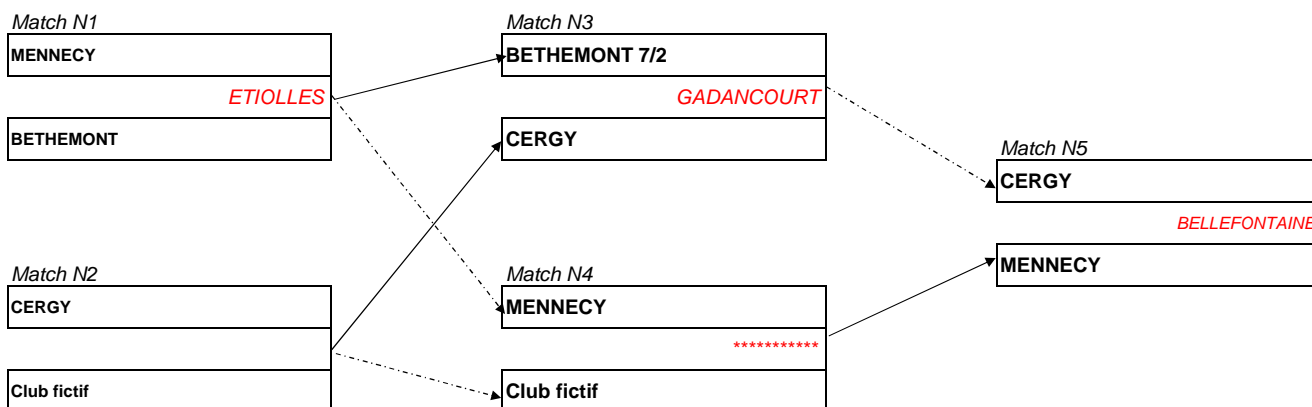 Match N1
MENNECY
ETIOLLES
BETHEMONT
Match N2
CERGY
Club fictif
Match N3
BETHEMONT 7/2
GADANCOURT
CERGY
Match N4
MENNECY
***********
Club fictif
Match N5
CERGY
BELLEFONTAINE
MENNECY